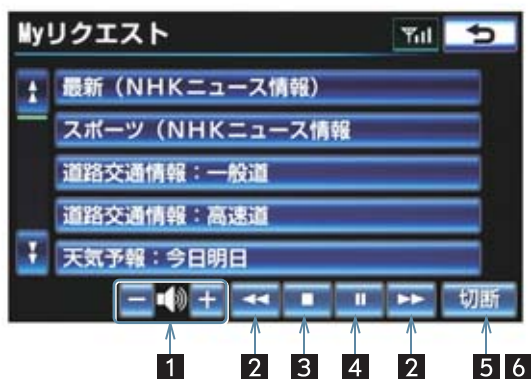 Myリクエスト
最新（NHKニュース情報）
スポーツ（NHKニュース情報
道路交通情報：一般道
道路交通情報：高速道
天気予報：今日明日
切断
1 2 3 4 2 5 6